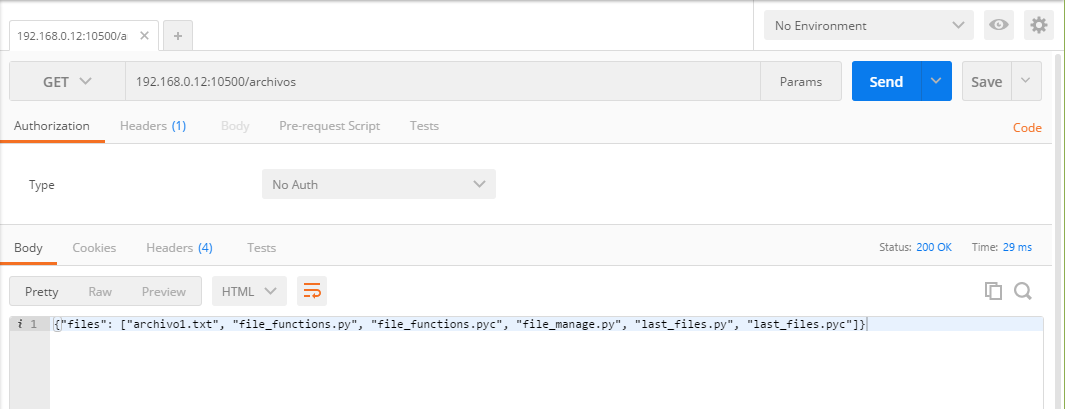 192.168.0.12:10500/a
No Environment
GET 192.168.0.12:10500/archivos Params Send Save
Authorization Headers (1) Body Pre-request Script Tests Code
Type No Auth
Body Cookies Headers (4) Tests Status: 200 OK Time: 29 ms
Pretty Raw Preview HTML
i 1 {"files": ["archivo1.txt", "file_functions.py", "file_functions.pyc", "file_manage.py", "last_files.py", "last_files.pyc"]}